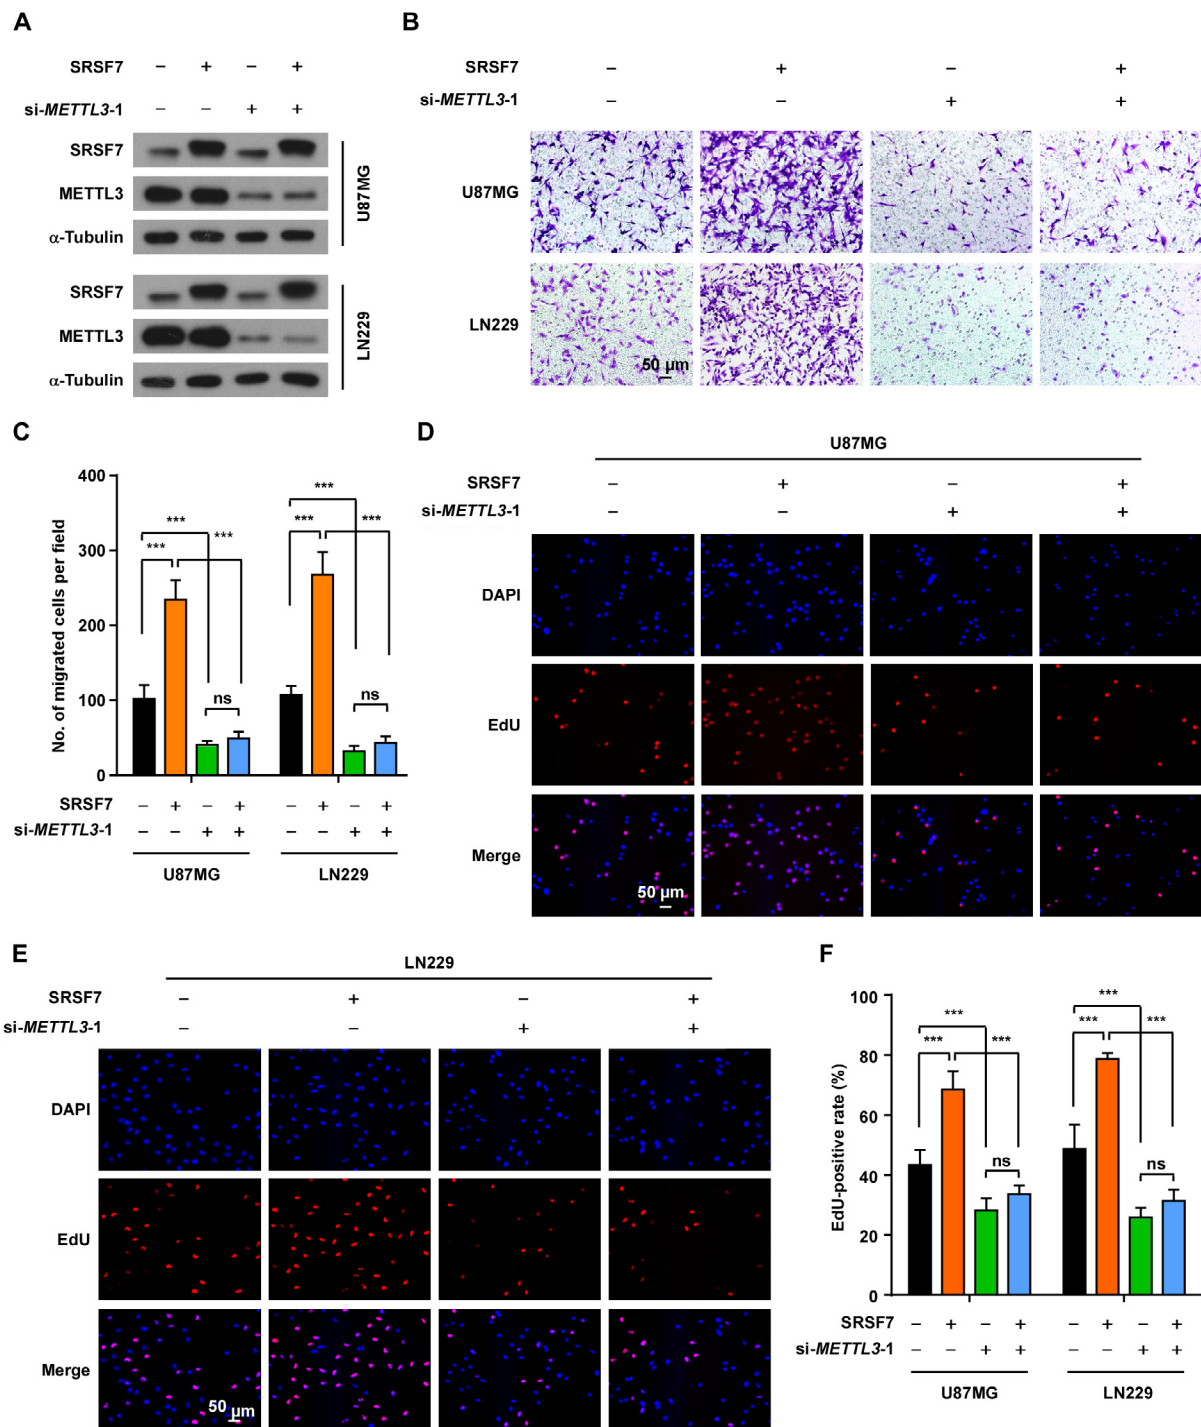 A
SRSF7 – + – +
si-METTL3-1 – – + +
SRSF7
METTL3
α-Tubulin
U87MG
SRSF7
METTL3
α-Tubulin
LN229
B
SRSF7 – + – +
si-METTL3-1 – – + +
U87MG
LN229
50 µm
C
No. of migrated cells per field
400
300
200
100
0
*** *** ***
ns
*** *** ***
ns
SRSF7 – + – + – + – +
si-METTL3-1 – – + + – – + +
U87MG LN229
D
U87MG
SRSF7 – + – +
si-METTL3-1 – – + +
DAPI
EdU
Merge
50 µm
E
LN229
SRSF7 – + – +
si-METTL3-1 – – + +
DAPI
EdU
Merge
50 µm
F
EdU-positive rate (%)
100
80
60
40
20
0
*** *** ***
ns
*** *** ***
ns
SRSF7 – + – + – + – +
si-METTL3-1 – – + + – – + +
U87MG LN229